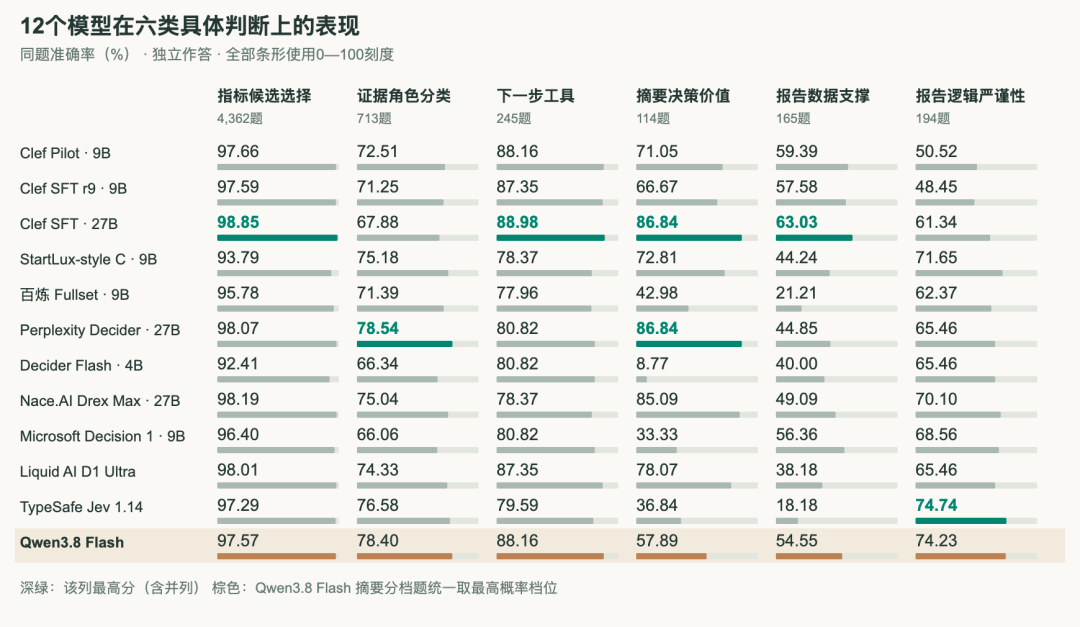 12个模型在六类具体判断上的表现
同题准确率（%）· 独立作答 · 全部条形使用0—100刻度
指标候选选择 证据角色分类 下一步工具 摘要决策价值 报告数据支撑 报告逻辑严谨性
4,362题 713题 245题 114题 165题 194题
Clef Pilot · 9B 97.66 72.51 88.16 71.05 59.39 50.52
Clef SFT r9 · 9B 97.59 71.25 87.35 66.67 57.58 48.45
Clef SFT · 27B 98.85 67.88 88.98 86.84 63.03 61.34
StartLux-style C · 9B 93.79 75.18 78.37 72.81 44.24 71.65
百炼 Fullset · 9B 95.78 71.39 77.96 42.98 21.21 62.37
Perplexity Decider · 27B 98.07 78.54 80.82 86.84 44.85 65.46
Decider Flash · 4B 92.41 66.34 80.82 8.77 40.00 65.46
Nace.AI Drex Max · 27B 98.19 75.04 78.37 85.09 49.09 70.10
Microsoft Decision 1 · 9B 96.40 66.06 80.82 33.33 56.36 68.56
Liquid AI D1 Ultra 98.01 74.33 87.35 78.07 38.18 65.46
TypeSafe Jev 1.14 97.29 76.58 79.59 36.84 18.18 74.74
Qwen3.8 Flash 97.57 78.40 88.16 57.89 54.55 74.23
深绿：该列最高分（含并列） 棕色：Qwen3.8 Flash 摘要分档题统一取最高概率档位